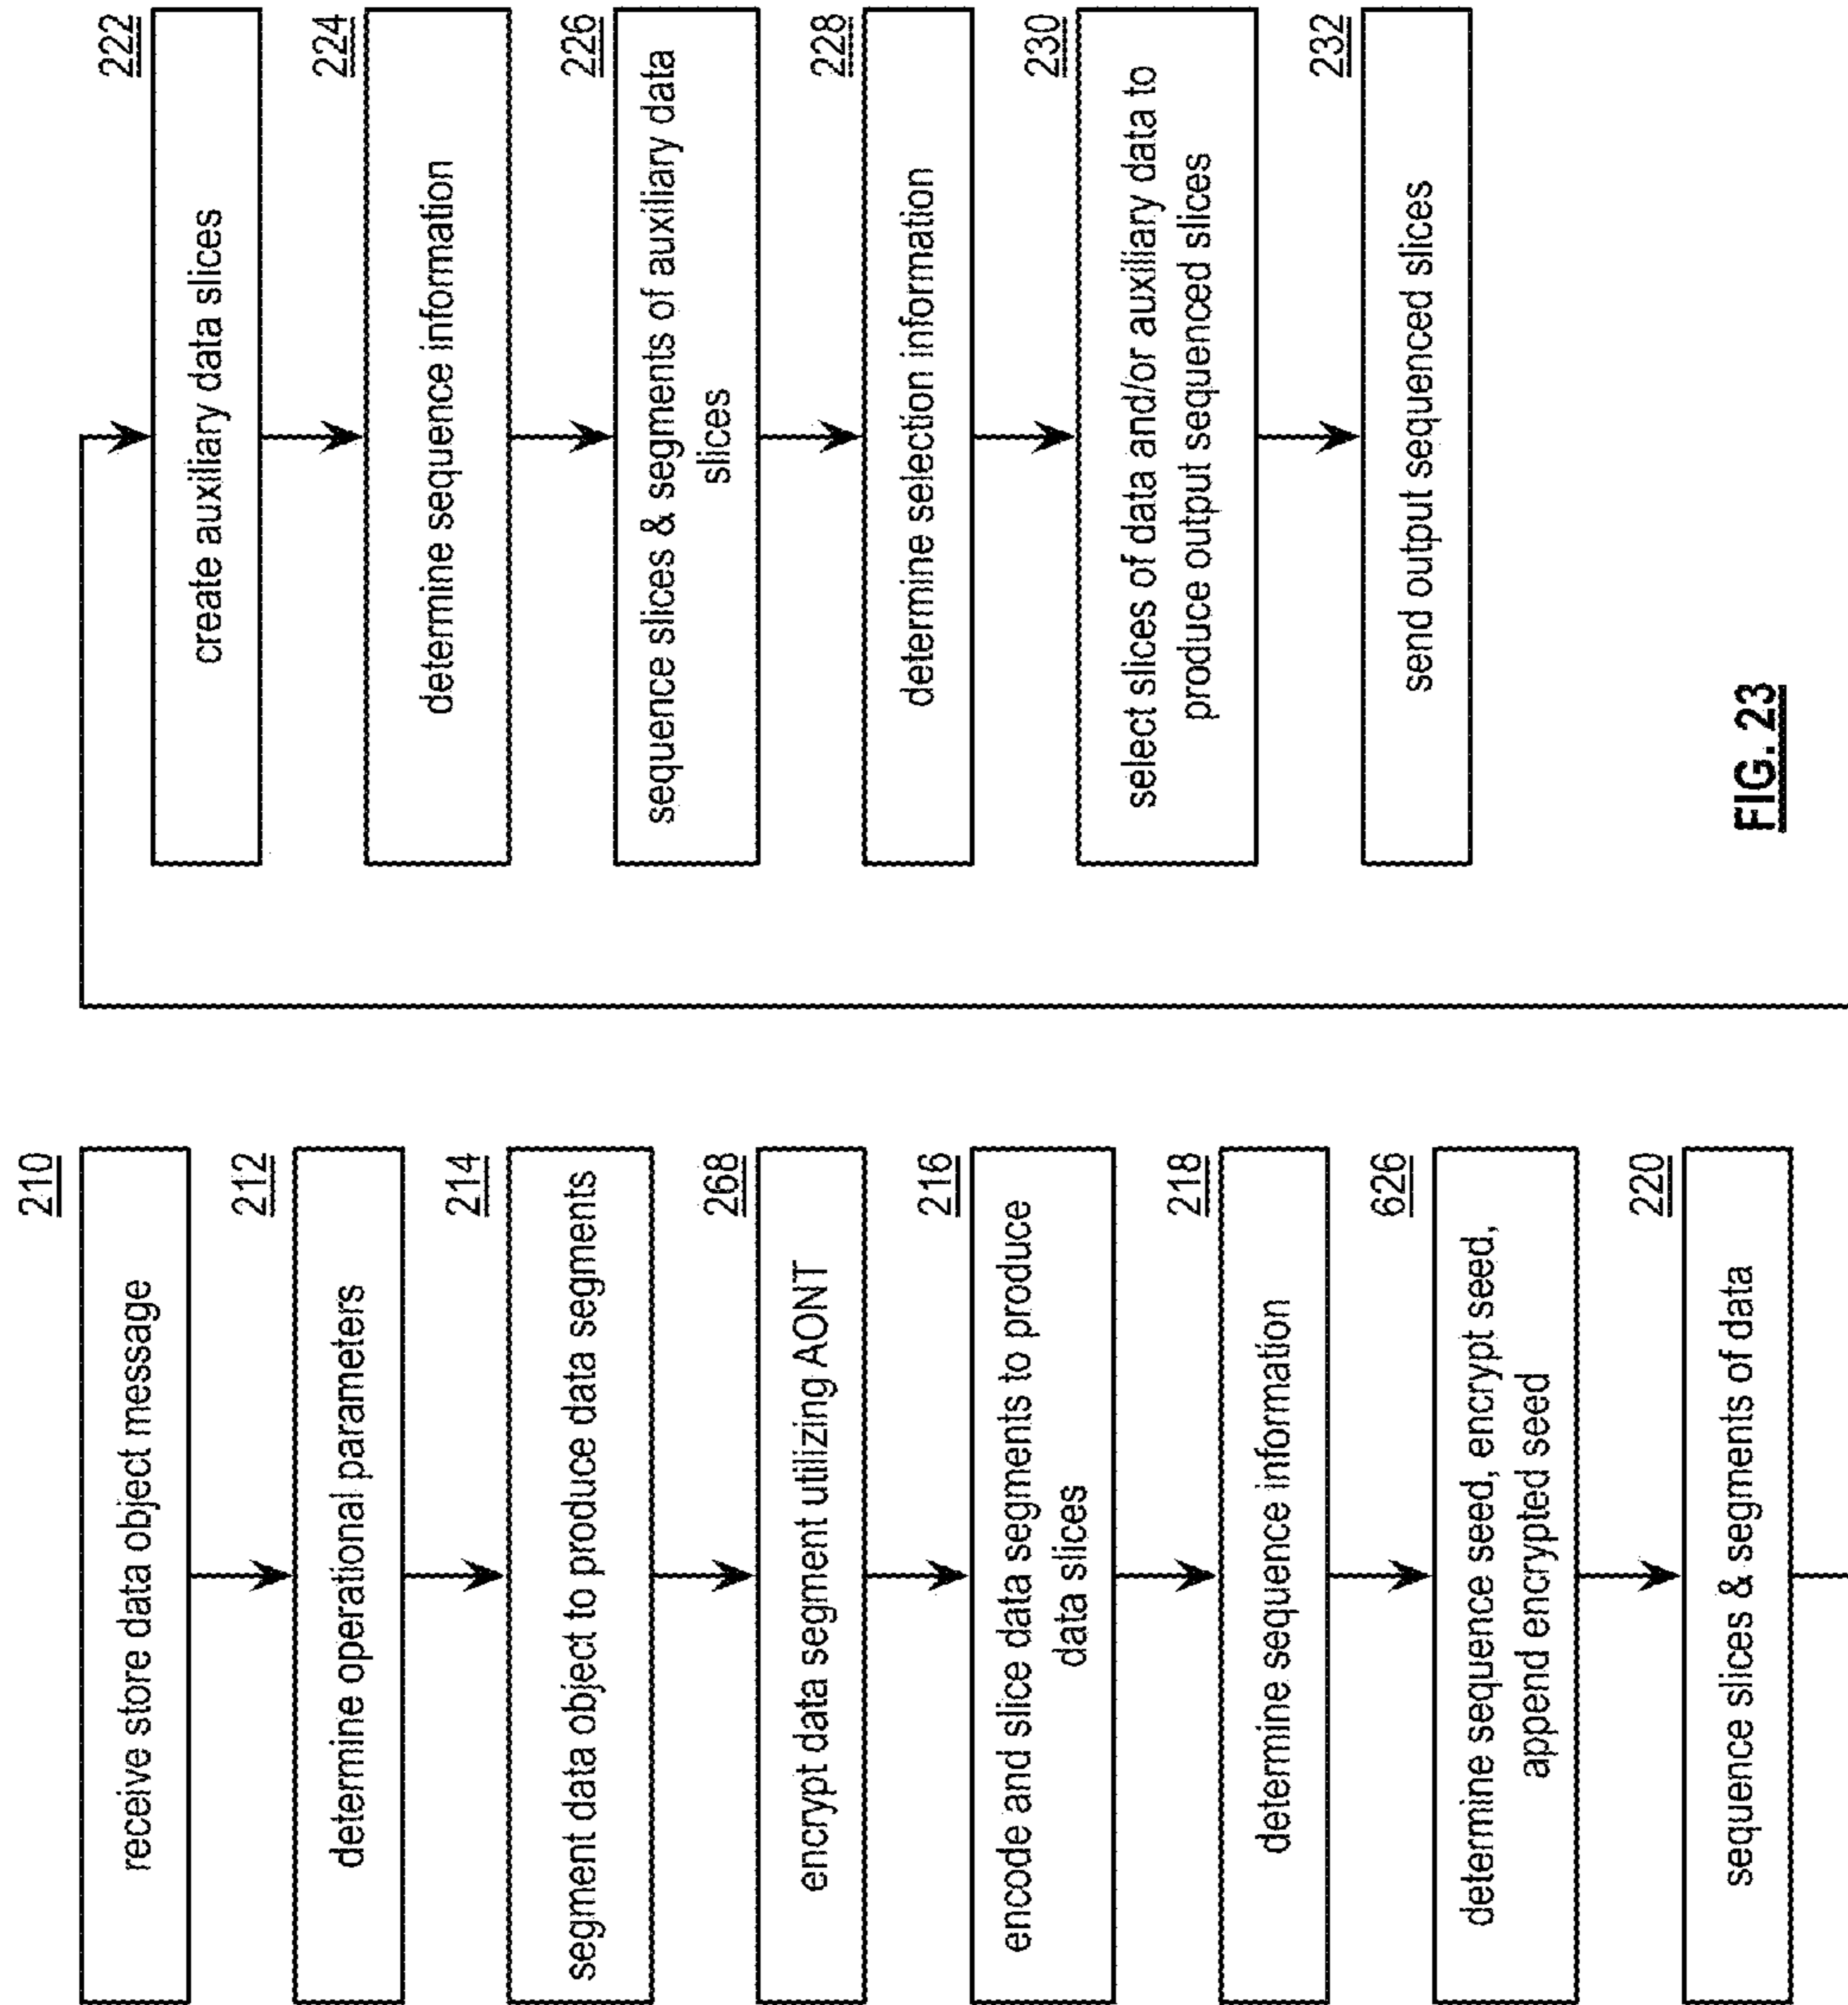 210
receive store data object message
212
determine operational parameters
214
segment data object to produce data segments
268
encrypt data segment utilizing AONT
216
encode and slice data segments to produce
data slices
218
determine sequence information
626
determine sequence seed, encrypt seed,
append encrypted seed
220
sequence slices & segments of data
222
create auxiliary data slices
224
determine sequence information
226
sequence slices & segments of auxiliary data
slices
228
determine selection information
230
select slices of data and/or auxiliary data to
produce output sequenced slices
232
send output sequenced slices
FIG. 23